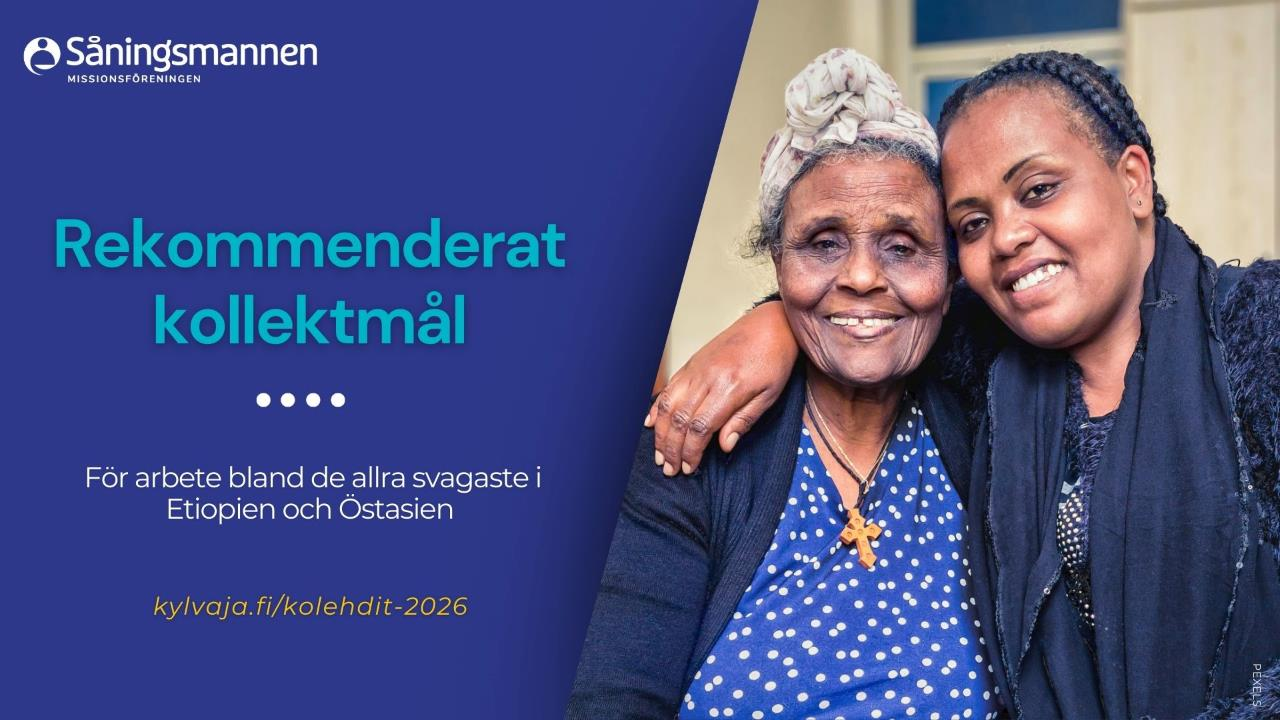 Såningsmannen
MISSIONSFÖRENINGEN
Rekommenderat
kollektmål
För arbete bland de allra svagaste i
Etiopien och Östasien
kylvaja.fi/kolehdit-2026
PEXELS